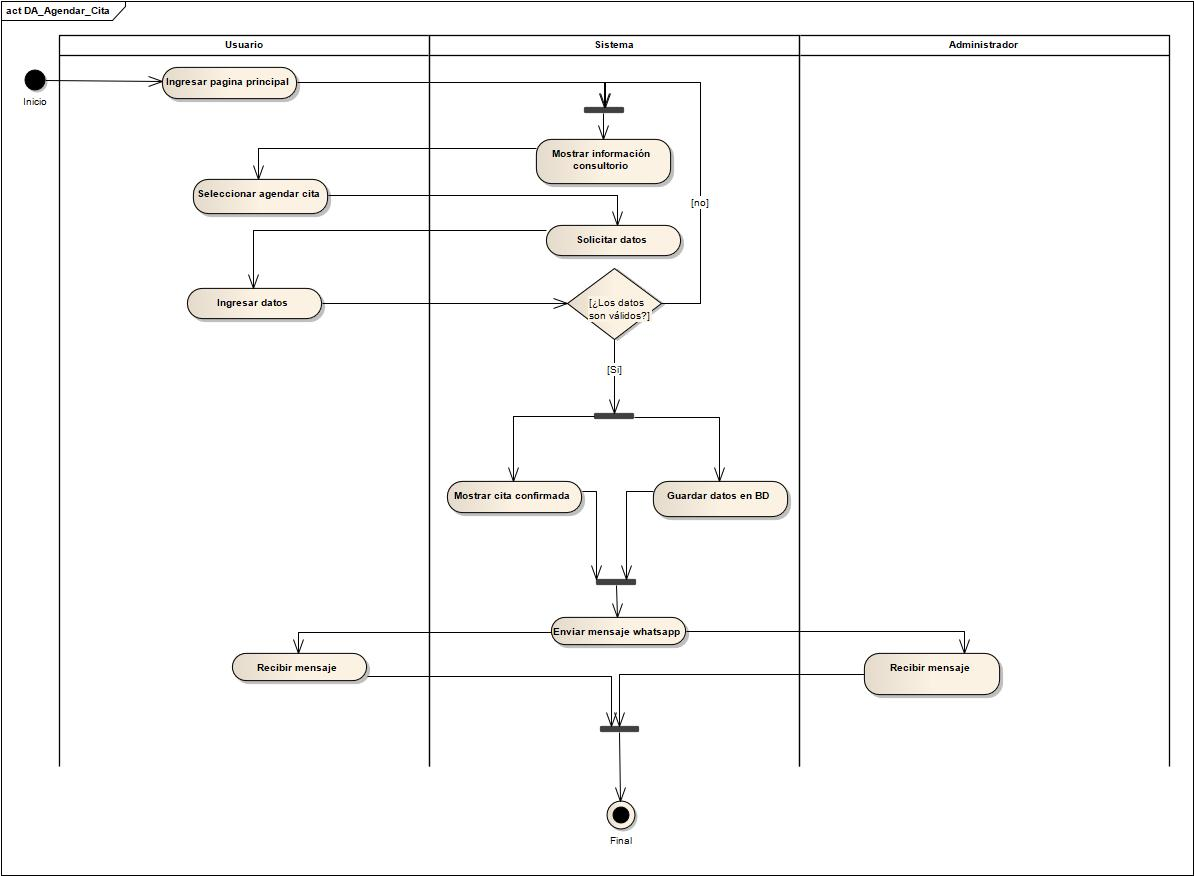 act DA_Agendar_Cita
Usuario
Sistema
Administrador
Inicio
Ingresar pagina principal
Mostrar información
consultorio
Seleccionar agendar cita
[no]
Solicitar datos
Ingresar datos
[¿Los datos
son válidos?]
[Si]
Mostrar cita confirmada
Guardar datos en BD
Enviar mensaje whatsapp
Recibir mensaje
Recibir mensaje
Final